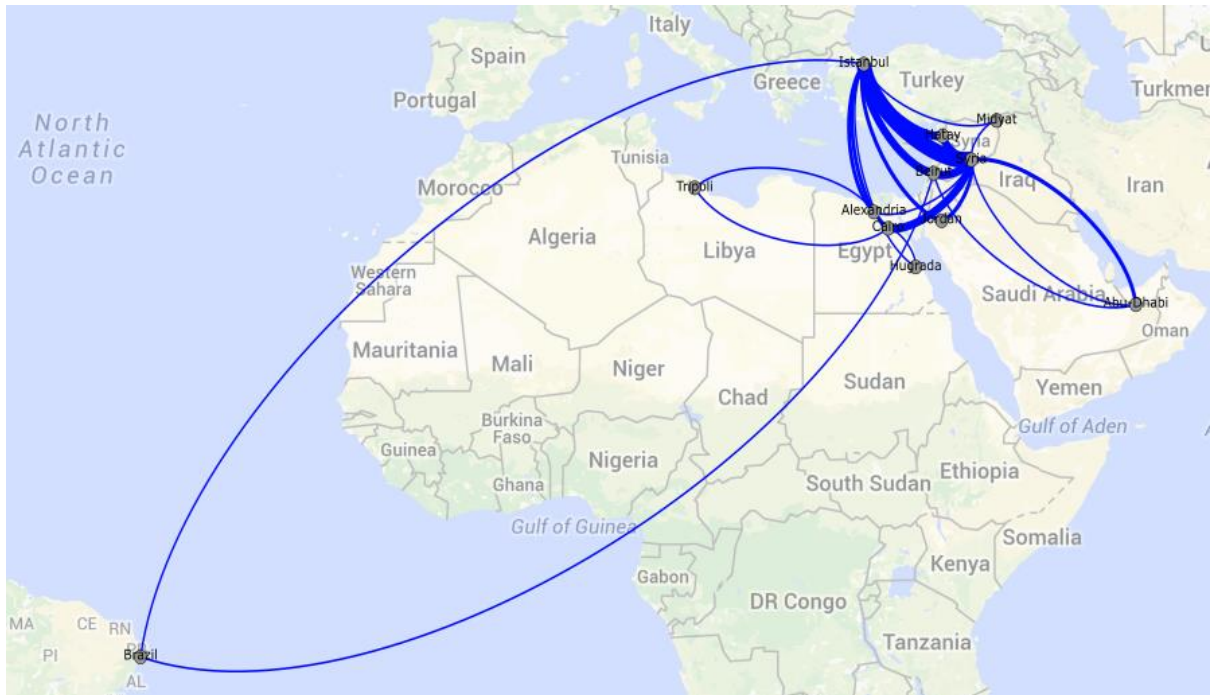 Italy
Spain
Istanbul
Greece
Turkey
Portugal
Turkmen
North
Atlantic
Ocean
Midyat
Hatay
Syria
Syria
Tunisia
Beirut
Iraq
Iran
Morocco
Tripoli
Alexandria
Jordan
Cairo
Algeria
Libya
Egypt
Hugrada
Western
Sahara
Saudi Arabia
Abu-Dhabi
Oman
Mauritania
Mali
Niger
Chad
Sudan
Yemen
Burkina
Faso
Gulf of Aden
Guinea
Nigeria
Ethiopia
Ghana
South Sudan
Gulf of Guinea
Somalia
Kenya
Gabon
DR Congo
MA
CE
RN
Tanzania
PI
Brazil
AL